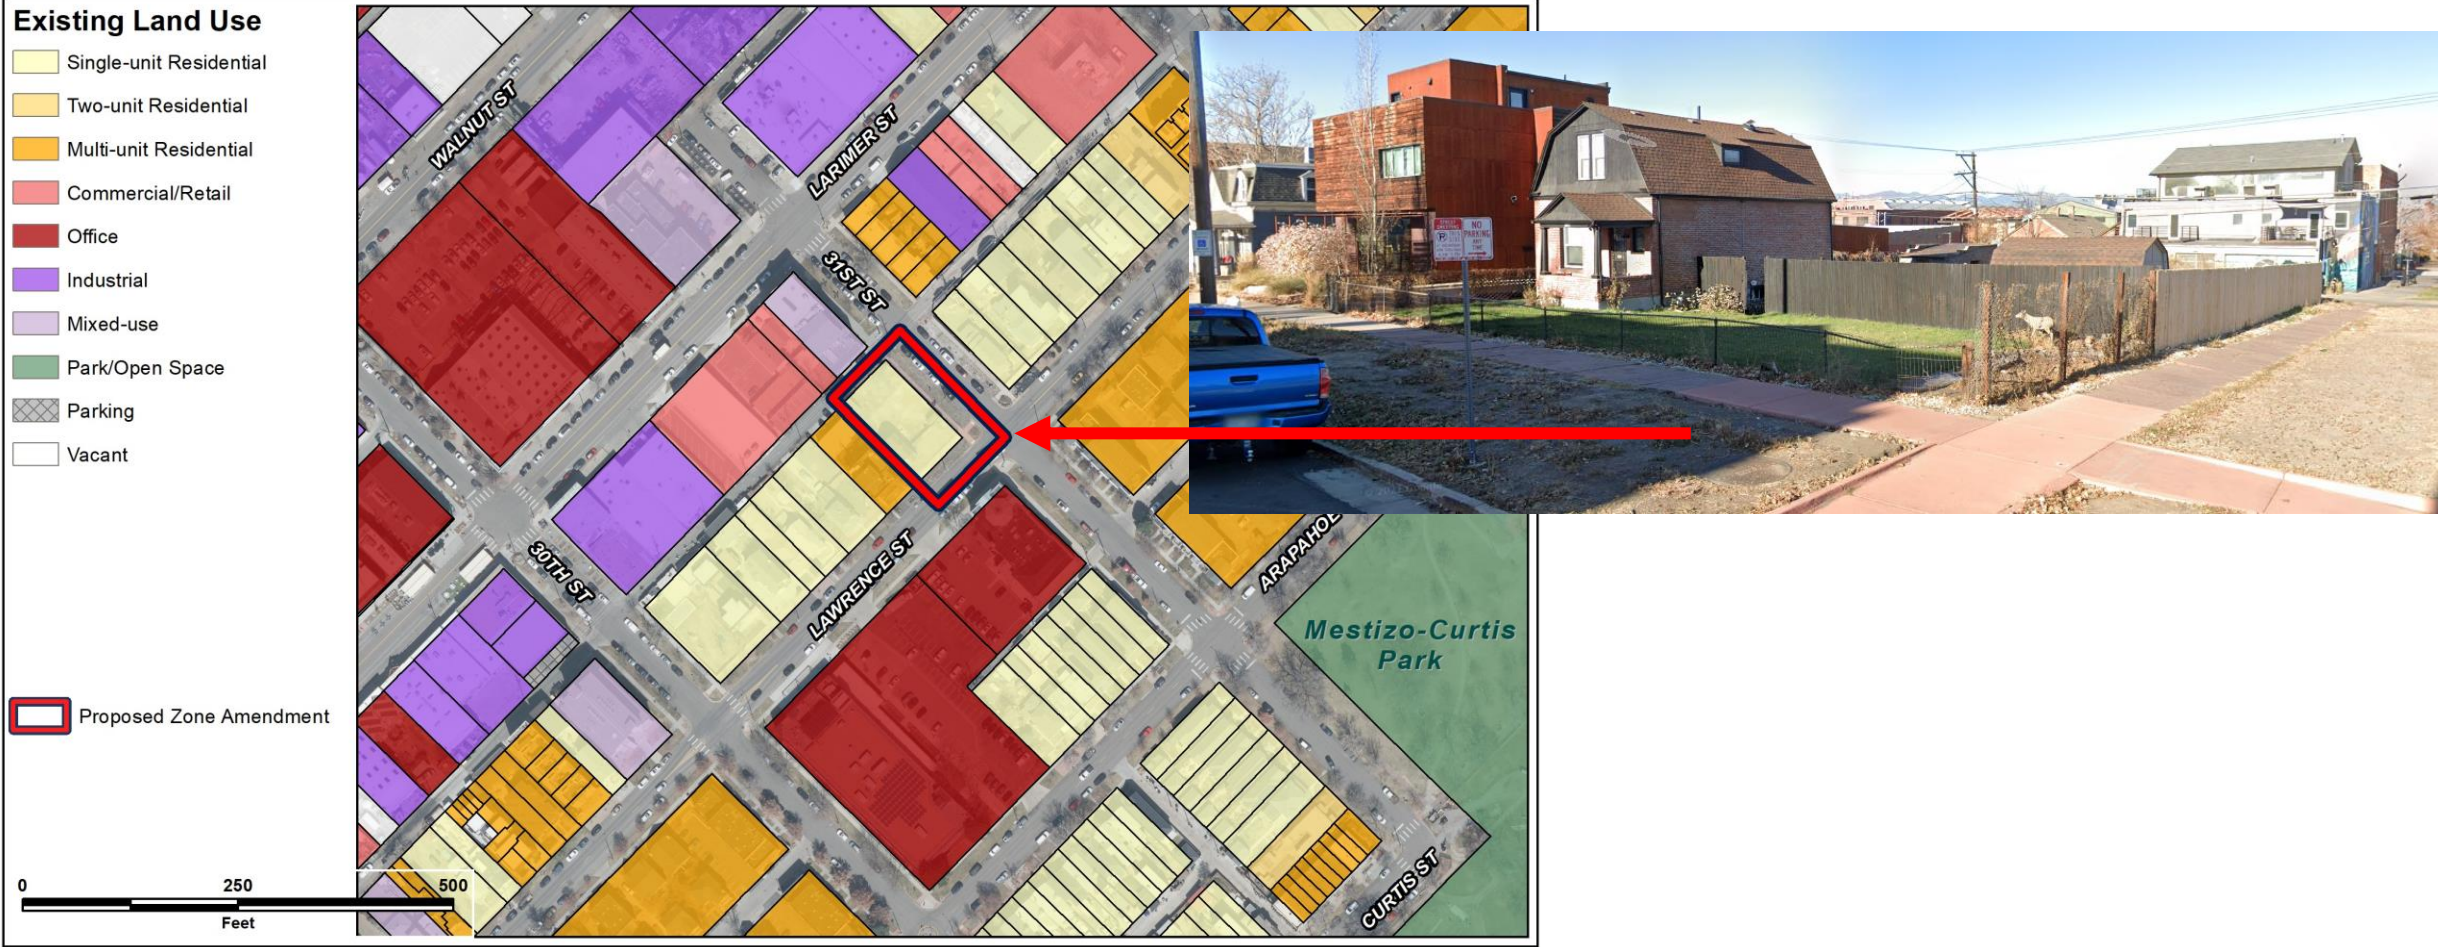 Existing Land Use
Single-unit Residential
Two-unit Residential
Multi-unit Residential
Commercial/Retail
Office
Industrial
Mixed-use
Park/Open Space
Parking
Vacant
Proposed Zone Amendment
0 250 500
Feet
WALNUT ST
LARIMER ST
31ST ST
30TH ST
LAWRENCE ST
ARAPAHOE
Mestizo-Curtis
Park
CURTIS ST
NO
PARKING
ANY
TIME